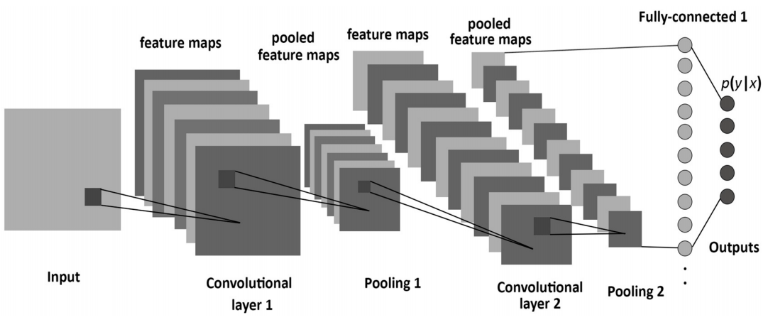 Fully-connected 1
pooled
feature maps
feature maps
pooled
feature maps
feature maps
p(y|x)
Input
Convolutional
layer 1
Pooling 1
Convolutional
layer 2
Pooling 2
Outputs